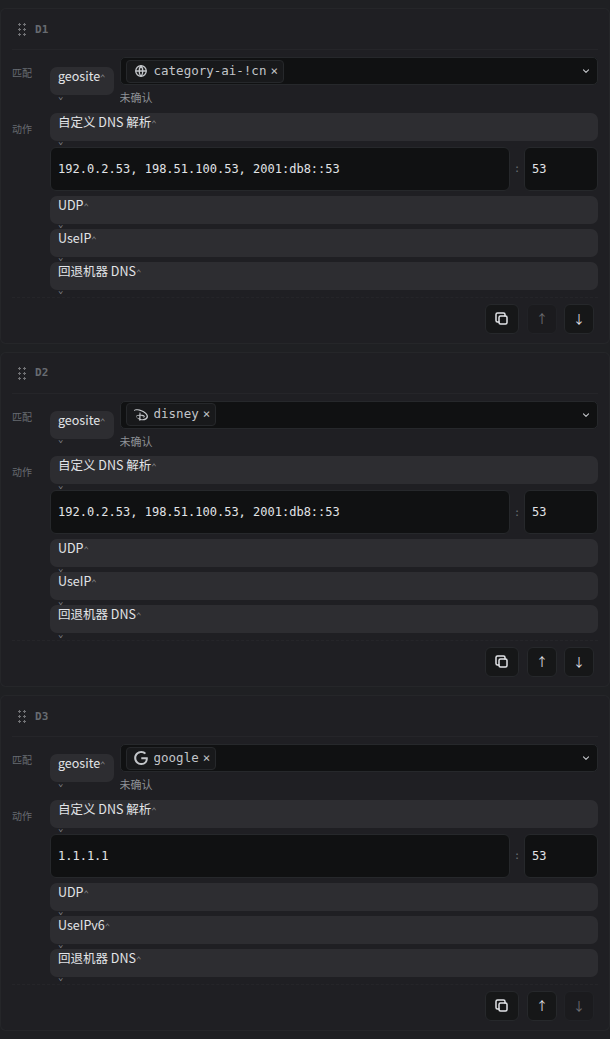 D1
匹配
geosite
category-ai-!cn ×
未确认
动作
自定义 DNS 解析
192.0.2.53, 198.51.100.53, 2001:db8::53 : 53
UDP
UseIP
回退机器 DNS
↑ ↓
D2
匹配
geosite
disney ×
未确认
动作
自定义 DNS 解析
192.0.2.53, 198.51.100.53, 2001:db8::53 : 53
UDP
UseIP
回退机器 DNS
↑ ↓
D3
匹配
geosite
google ×
未确认
动作
自定义 DNS 解析
1.1.1.1 : 53
UDP
UseIPv6
回退机器 DNS
↑ ↓